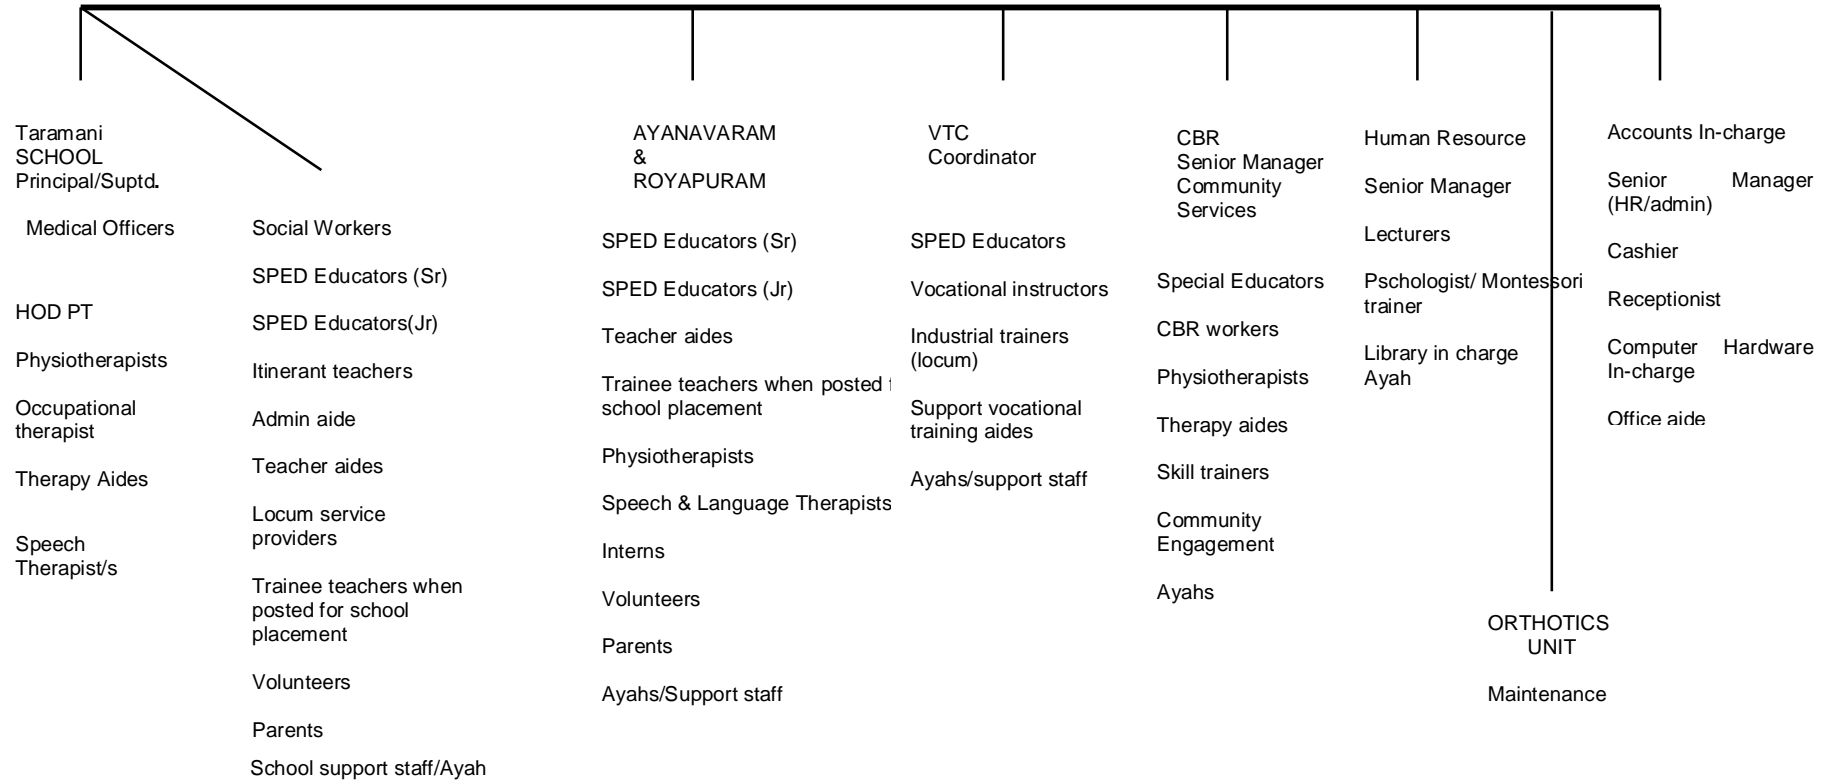 Taramani
SCHOOL
Principal/Suptd.
Medical Officers
HOD PT
Physiotherapists
Occupational
therapist
Therapy Aides
Speech
Therapist/s
Social Workers
SPED Educators (Sr)
SPED Educators(Jr)
Itinerant teachers
Admin aide
Teacher aides
Locum service
providers
Trainee teachers when
posted for school
placement
Volunteers
Parents
School support staff/Ayah
AYANAVARAM
&
ROYAPURAM
SPED Educators (Sr)
SPED Educators (Jr)
Teacher aides
Trainee teachers when posted
school placement
Physiotherapists
Speech & Language Therapists
Interns
Volunteers
Parents
Ayahs/Support staff
VTC
Coordinator
SPED Educators
Vocational instructors
Industrial trainers
(locum)
Support vocational
training aides
Ayahs/support staff
CBR
Senior Manager
Community
Services
Special Educators
CBR workers
Physiotherapists
Therapy aides
Skill trainers
Community
Engagement
Ayahs
Human Resource
Senior Manager
Lecturers
Pschologist/ Montessori
trainer
Library in charge
Ayah
ORTHOTICS
UNIT
Maintenance
Accounts In-charge
Senior Manager
(HR/admin)
Cashier
Receptionist
Computer Hardware
In-charge
Office aide